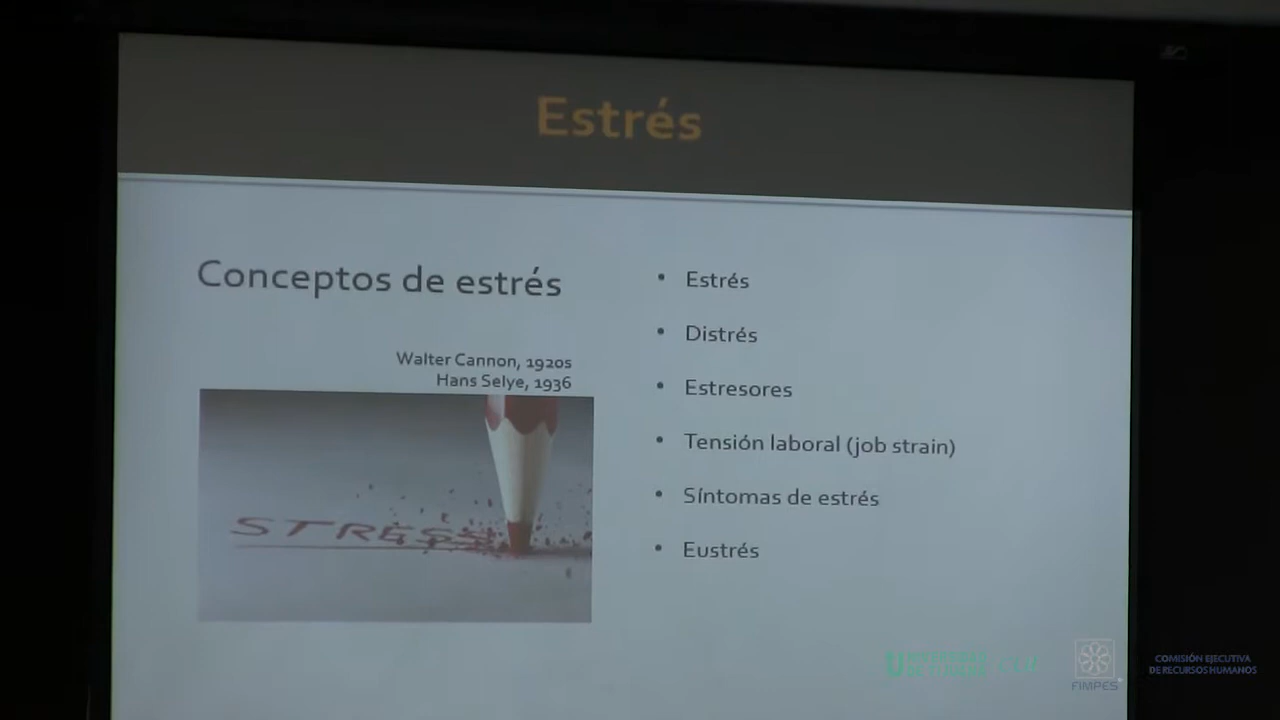 Estrés
Conceptos de estrés
Walter Cannon, 1920s
Hans Selye, 1936
STRESS
• Estrés
• Distrés
• Estresores
• Tensión laboral (job strain)
• Síntomas de estrés
• Eustrés
FIMPES
COMISIÓN EJECUTIVA
DE RECURSOS HUMANOS